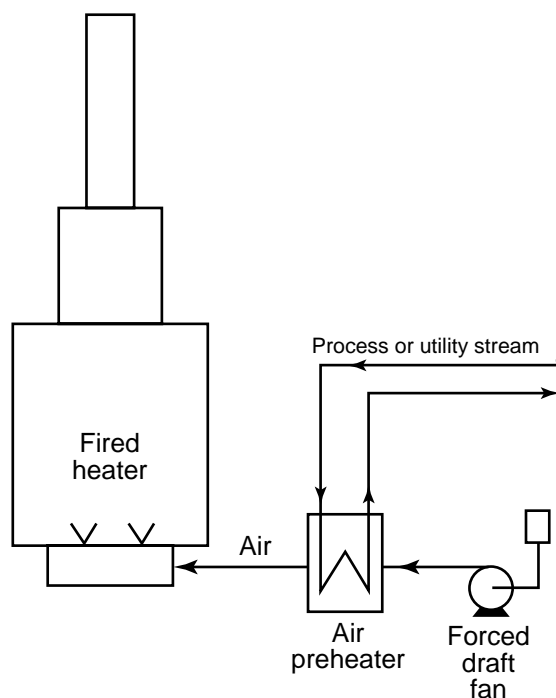 Process or utility stream
Fired
heater
Air
Air
preheater
Forced
draft
fan